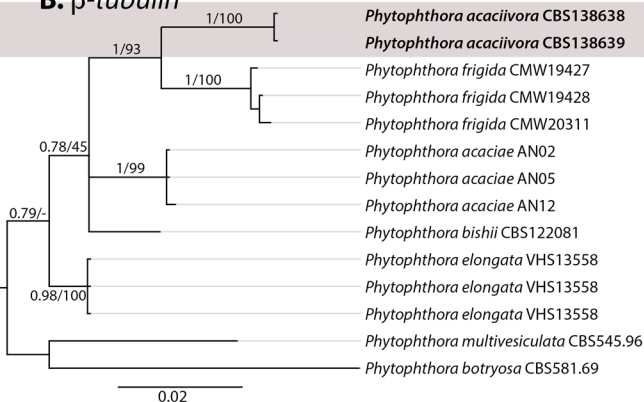 B. β-tubulin
1/100
Phytophthora acaciivora CBS138638
Phytophthora acaciivora CBS138639
1/93
Phytophthora frigida CMW19427
1/100
Phytophthora frigida CMW19428
Phytophthora frigida CMW20311
0.78/45
Phytophthora acaciae AN02
1/99
Phytophthora acaciae AN05
Phytophthora acaciae AN12
0.79/-
Phytophthora bishii CBS122081
Phytophthora elongata VHS13558
Phytophthora elongata VHS13558
0.98/100
Phytophthora elongata VHS13558
Phytophthora multivesiculata CBS545.96
Phytophthora botryosa CBS581.69
0.02